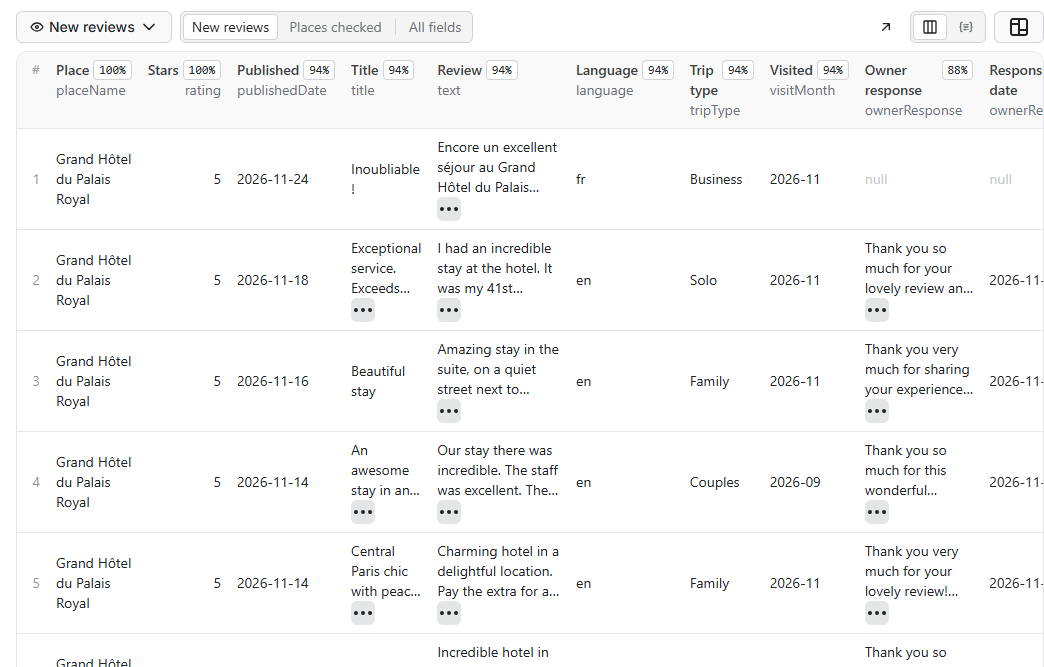 New reviews
New reviews Places checked All fields
# Place 100% Stars 100% Published 94% Title 94% Review 94% Language 94% Trip type 94% Visited 94% Owner response 88% Respons date
placeName rating publishedDate title text language tripType visitMonth ownerResponse ownerRe
1
Grand Hôtel
du Palais
Royal
5
2026-11-24
Inoubliable
!
Encore un excellent
séjour au Grand
Hôtel du Palais...
fr
Business
2026-11
null
null
2
Grand Hôtel
du Palais
Royal
5
2026-11-18
Exceptional
service.
Exceeds...
I had an incredible
stay at the hotel. It
was my 41st...
en
Solo
2026-11
Thank you so
much for your
lovely review an...
2026-11-
3
Grand Hôtel
du Palais
Royal
5
2026-11-16
Beautiful
stay
Amazing stay in the
suite, on a quiet
street next to...
en
Family
2026-11
Thank you very
much for sharing
your experience...
2026-11-
4
Grand Hôtel
du Palais
Royal
5
2026-11-14
An
awesome
stay in an...
Our stay there was
incredible. The staff
was excellent. The...
en
Couples
2026-09
Thank you so
much for this
wonderful...
2026-11-
5
Grand Hôtel
du Palais
Royal
5
2026-11-14
Central
Paris chic
with peac...
Charming hotel in a
delightful location.
Pay the extra for a...
en
Family
2026-11
Thank you very
much for your
lovely review!...
2026-11-
Grand Hôtel
Incredible hotel in
Thank you so